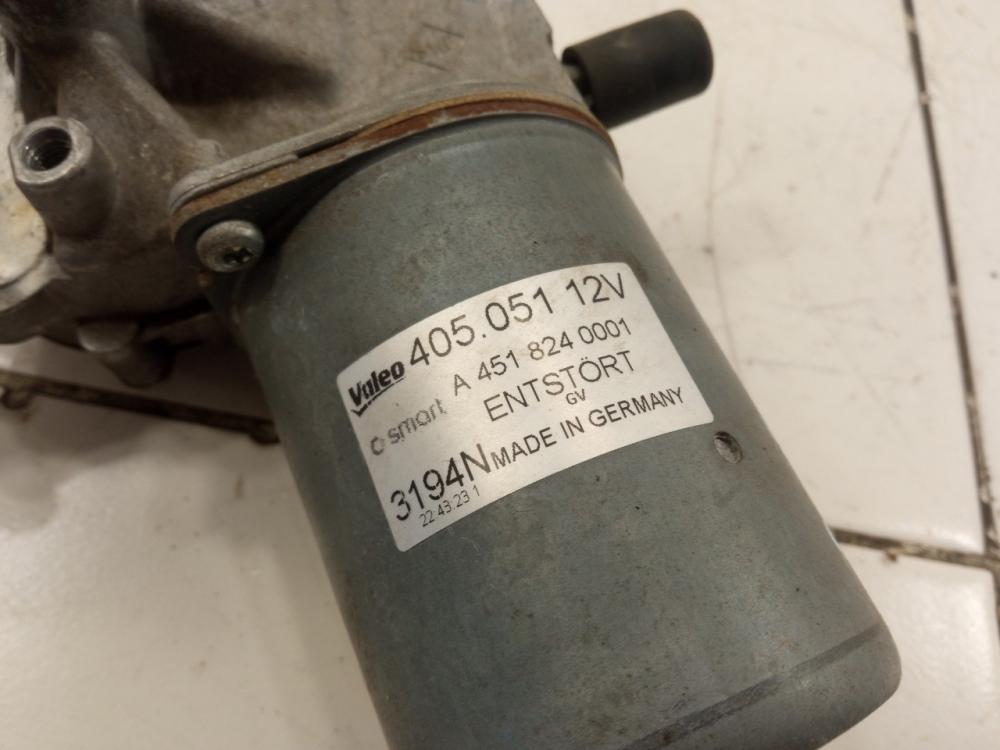 Valeo 405.051 12V
A 451 824 0001
smart ENTSTÖRT
GV
3194N MADE IN GERMANY
22:43:23 1